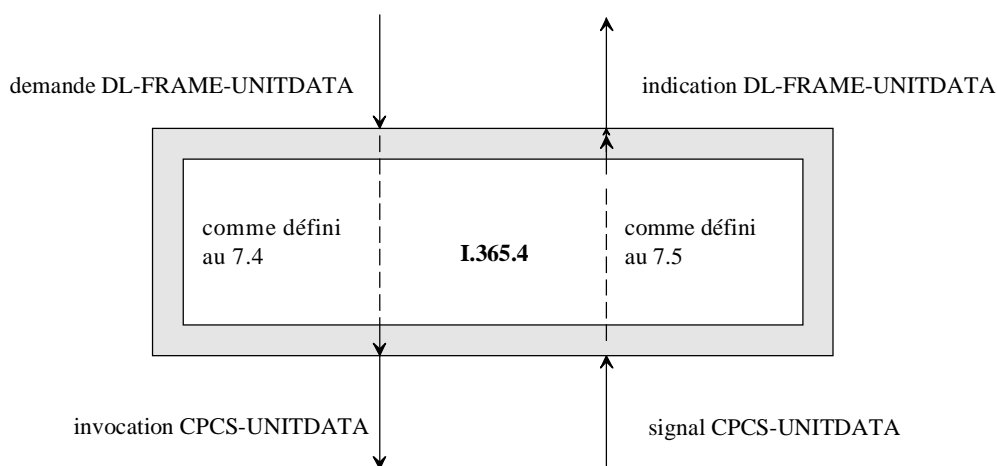 demande DL-FRAME-UNITDATA
indication DL-FRAME-UNITDATA
comme défini
au 7.4
I.365.4
comme défini
au 7.5
invocation CPCS-UNITDATA
signal CPCS-UNITDATA